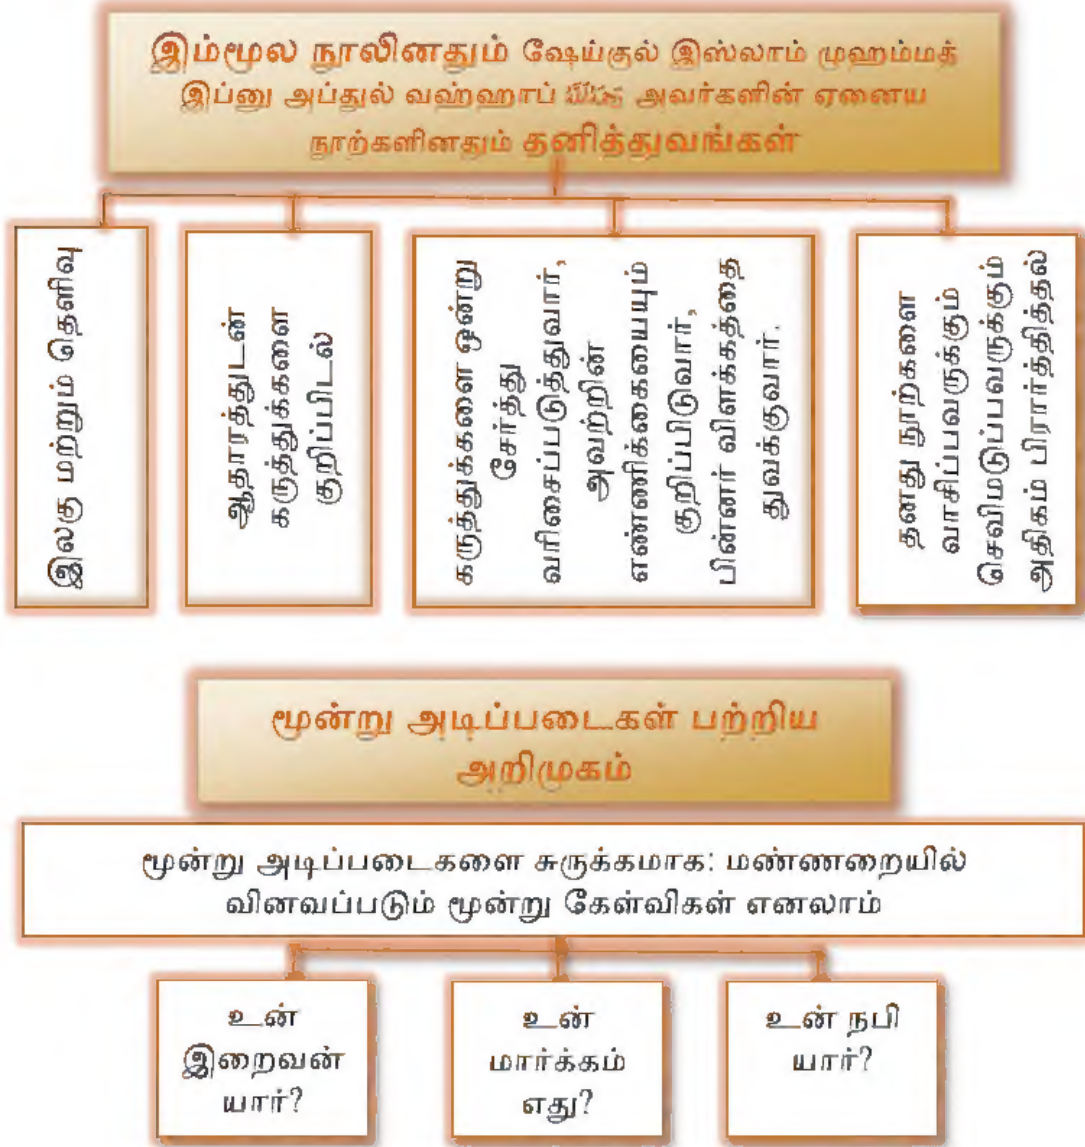 இம்மூல நூலினதும் ஷேய்குல் இஸ்லாம் முஹம்மத்
இப்னு அப்துல் வஹ்ஹாப் அவர்களின் ஏனைய
நூற்களினதும் தனித்துவங்கள்
இலகு மற்றும் தெளிவு
ஆதாரத்துடன்
கருத்துக்களை
குறிப்பிடல்
கருத்துக்களை ஒன்று
சேர்த்து
வரிசைப்படுத்துவார்,
அவற்றின்
எண்ணிக்கையையும்
குறிப்பிடுவார்,
பின்னர் விளக்கத்தை
துவக்குவார்.
தனது நூற்களை
வாசிப்பவருக்கும்
செவிமடுப்பவருக்கும்
அதிகம் பிரார்த்தித்தல்
மூன்று அடிப்படைகள் பற்றிய
அறிமுகம்
மூன்று அடிப்படைகளை சுருக்கமாக: மண்ணறையில்
வினவப்படும் மூன்று கேள்விகள் எனலாம்
உன்
இறைவன்
யார்?
உன்
மார்க்கம்
எது?
உன் நபி
யார்?